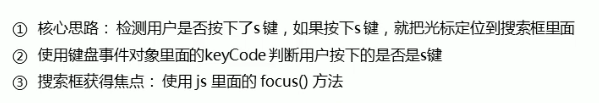 ① 核心思路： 检测用户是否按下了s 键，如果按下s 键，就把光标定位到搜索框里面
② 使用键盘事件对象里面的keyCode 判断用户按下的是否是s键
③ 搜索框获得焦点： 使用 js 里面的 focus() 方法